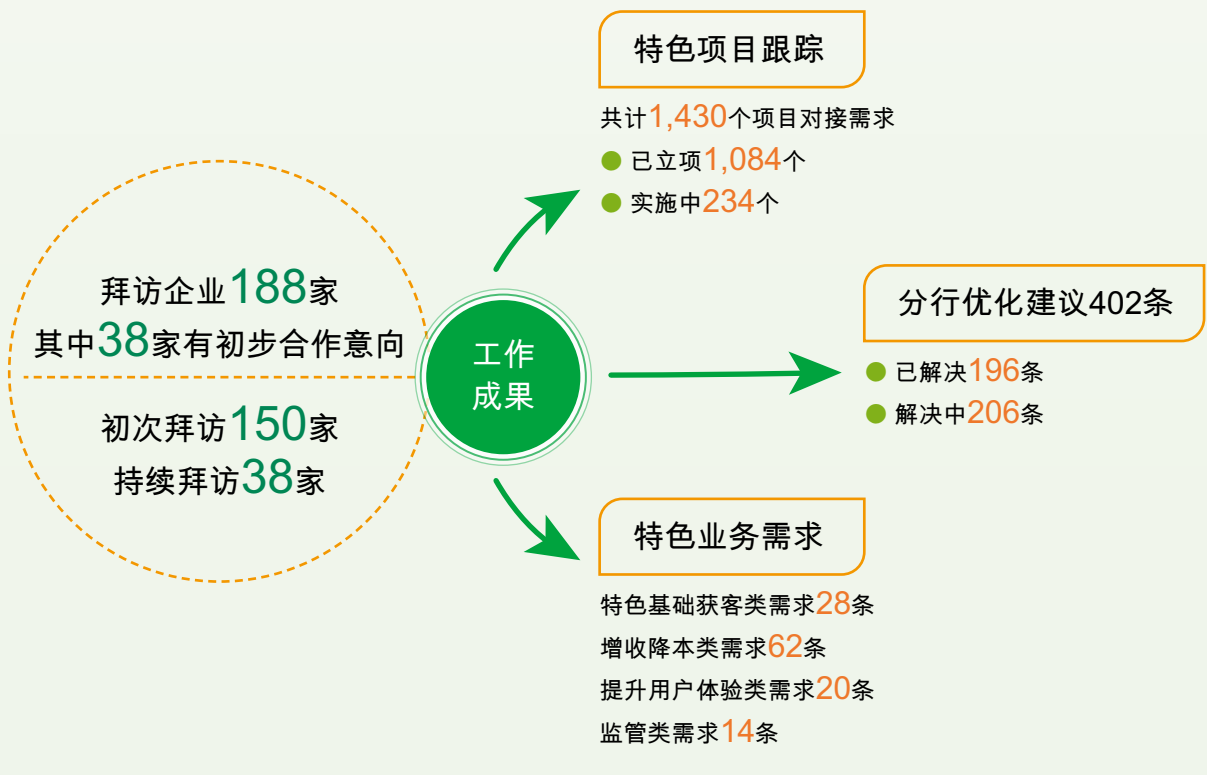 拜访企业188家
其中38家有初步合作意向
初次拜访150家
持续拜访38家
工作
成果
特色项目跟踪
共计1,430个项目对接需求
已立项1,084个
实施中234个
分行优化建议402条
已解决196条
解决中206条
特色业务需求
特色基础获客类需求28条
增收降本类需求62条
提升用户体验类需求20条
监管类需求14条